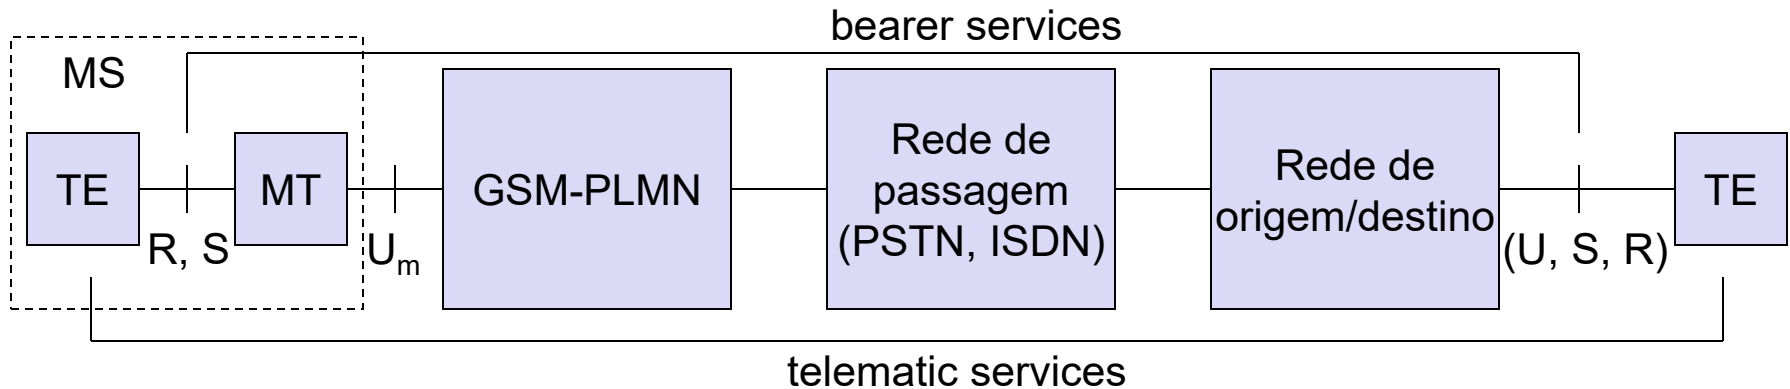 bearer services
MS
TE
MT
GSM-PLMN
Rede de
passagem
(PSTN, ISDN)
Rede de
origem/destino
TE
R, S
Um
(U, S, R)
telematic services